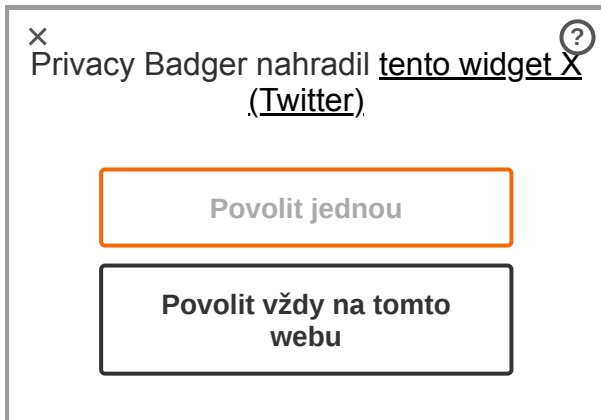 ×
?
Privacy Badger nahradil tento widget X
(Twitter)
Povolit jednou
Povolit vždy na tomto
webu